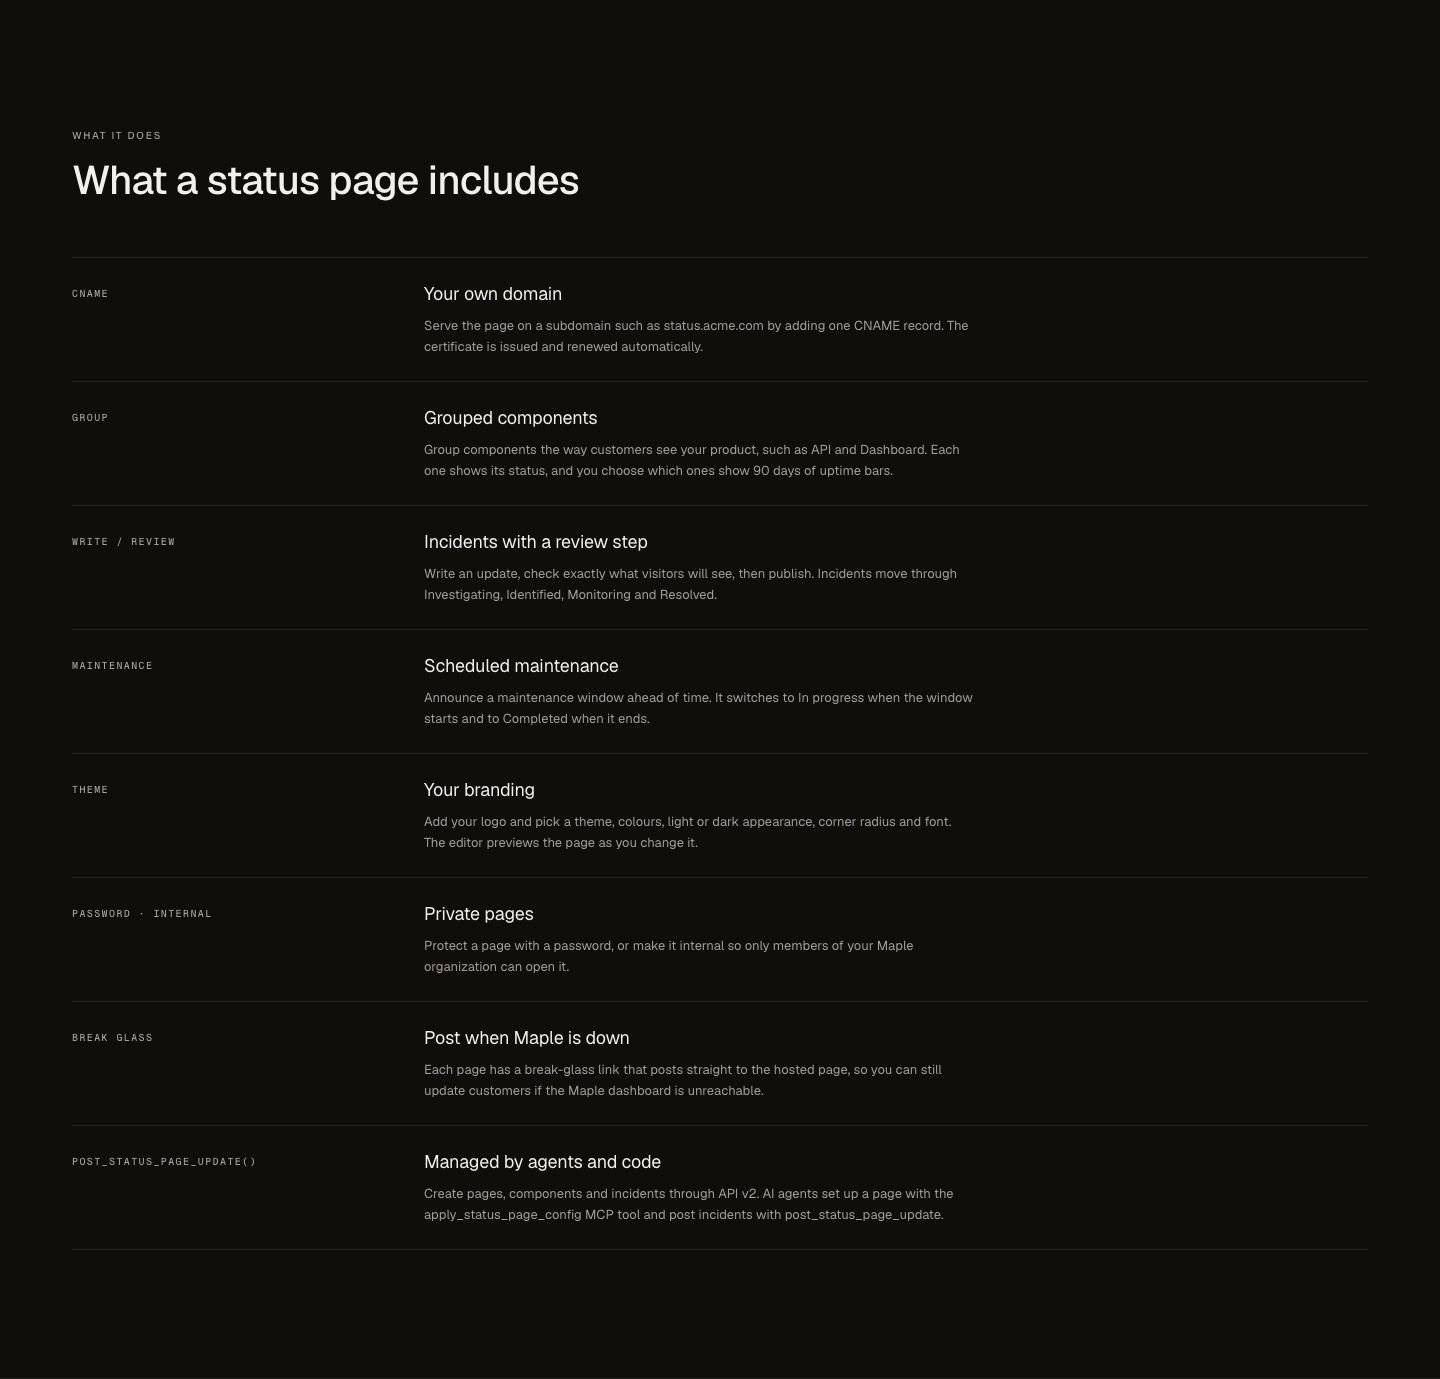 WHAT IT DOES
What a status page includes
CNAME
Your own domain
Serve the page on a subdomain such as status.acme.com by adding one CNAME record. The
certificate is issued and renewed automatically.
GROUP
Grouped components
Group components the way customers see your product, such as API and Dashboard. Each
one shows its status, and you choose which ones show 90 days of uptime bars.
WRITE / REVIEW
Incidents with a review step
Write an update, check exactly what visitors will see, then publish. Incidents move through
Investigating, Identified, Monitoring and Resolved.
MAINTENANCE
Scheduled maintenance
Announce a maintenance window ahead of time. It switches to In progress when the window
starts and to Completed when it ends.
THEME
Your branding
Add your logo and pick a theme, colours, light or dark appearance, corner radius and font.
The editor previews the page as you change it.
PASSWORD · INTERNAL
Private pages
Protect a page with a password, or make it internal so only members of your Maple
organization can open it.
BREAK GLASS
Post when Maple is down
Each page has a break-glass link that posts straight to the hosted page, so you can still
update customers if the Maple dashboard is unreachable.
POST_STATUS_PAGE_UPDATE()
Managed by agents and code
Create pages, components and incidents through API v2. AI agents set up a page with the
apply_status_page_config MCP tool and post incidents with post_status_page_update.